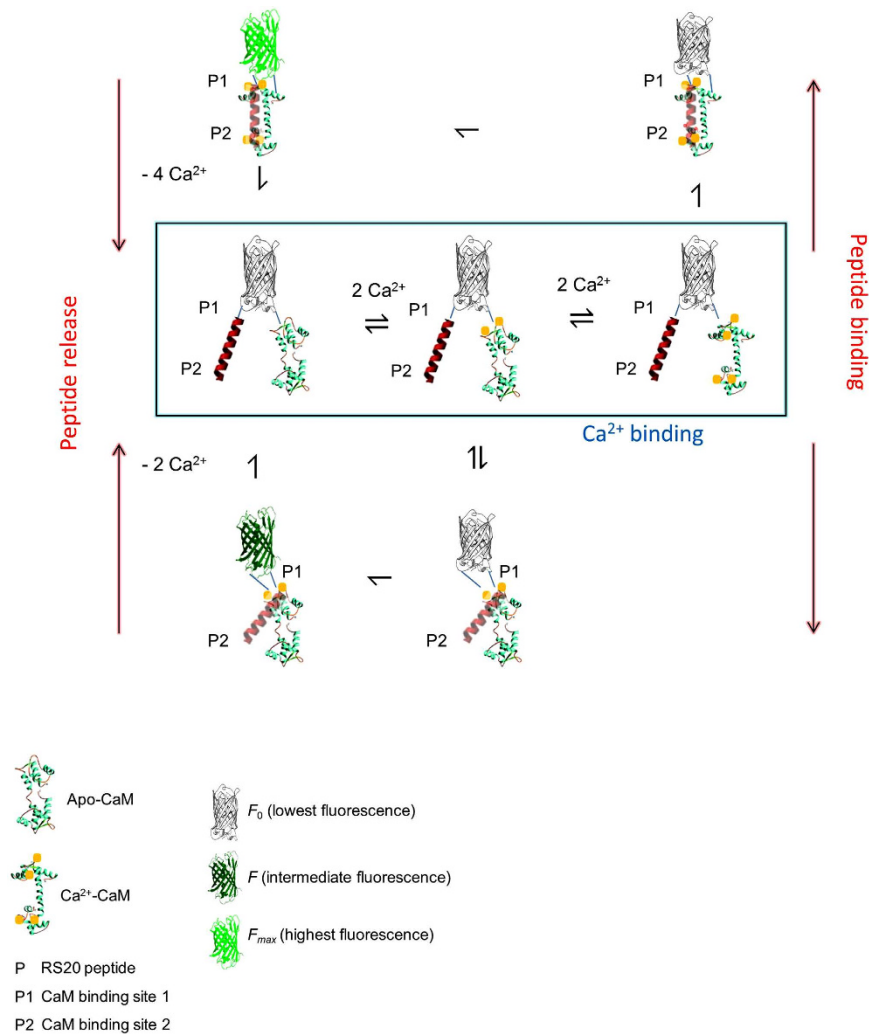 P1
P2
P1
P2
- 4 Ca²⁺
P1
P2
2 Ca²⁺
P1
P2
2 Ca²⁺
P1
P2
Peptide release
Peptide binding
Ca²⁺ binding
- 2 Ca²⁺
P1
P2
P1
P2
Apo-CaM
Ca²⁺-CaM
P RS20 peptide
P1 CaM binding site 1
P2 CaM binding site 2
F₀ (lowest fluorescence)
F (intermediate fluorescence)
Fmax (highest fluorescence)